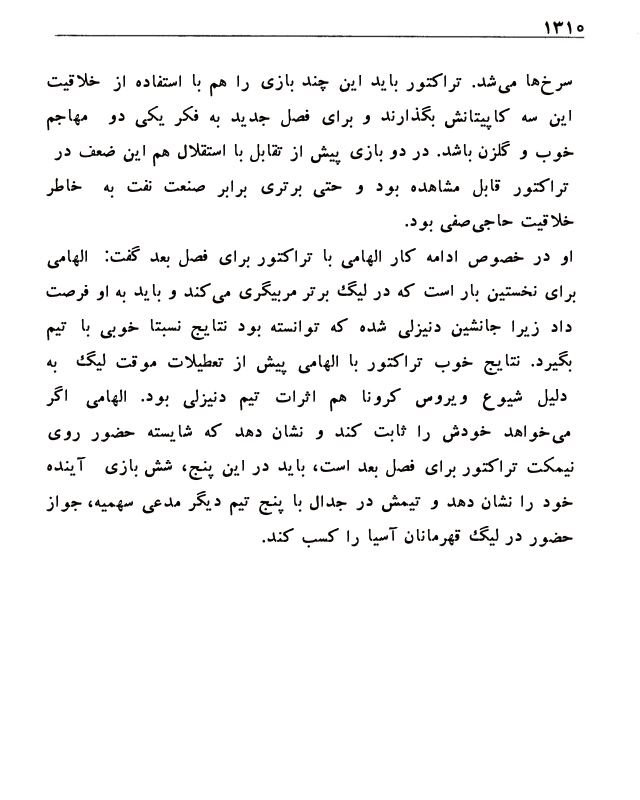 ۱۳۱۰
سرخ‌ها می‌شد. تراکتور باید این چند بازی را هم با استفاده از خلاقیت
این سه کاپیتانش بگذارند و برای فصل جدید به فکر یکی دو مهاجم
خوب و گلزن باشد. در دو بازی پیش از تقابل با استقلال هم این ضعف در
تراکتور قابل مشاهده بود و حتی برتری برابر صنعت نفت به خاطر
خلاقیت حاجی‌صفی بود.
او در خصوص ادامه کار الهامی با تراکتور برای فصل بعد گفت: الهامی
برای نخستین بار است که در لیگ برتر مربیگری می‌کند و باید به او فرصت
داد زیرا جانشین دنیزلی شده که توانسته بود نتایج نسبتا خوبی با تیم
بگیرد. نتایج خوب تراکتور با الهامی پیش از تعطیلات موقت لیگ به
دلیل شیوع ویروس کرونا هم اثرات تیم دنیزلی بود. الهامی اگر
می‌خواهد خودش را ثابت کند و نشان دهد که شایسته حضور روی
نیمکت تراکتور برای فصل بعد است، باید در این پنج، شش بازی آینده
خود را نشان دهد و تیمش در جدال با پنج تیم دیگر مدعی سهمیه، جواز
حضور در لیگ قهرمانان آسیا را کسب کند.